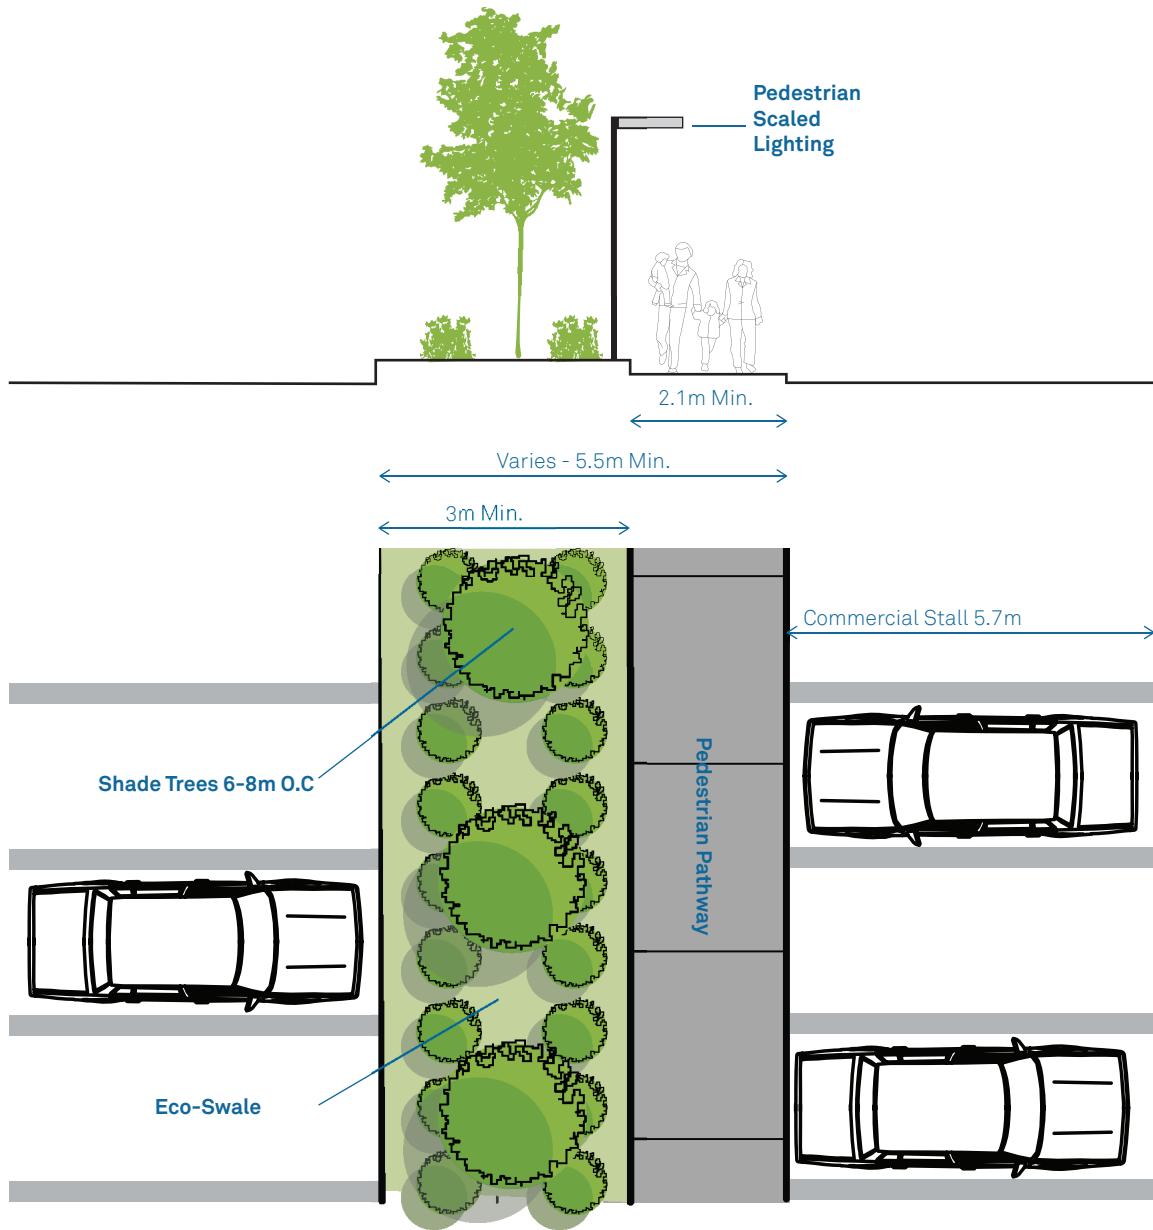 Pedestrian
Scaled
Lighting
2.1m Min.
Varies - 5.5m Min.
3m Min.
Commercial Stall 5.7m
Shade Trees 6-8m O.C
Pedestrian Pathway
Eco-Swale